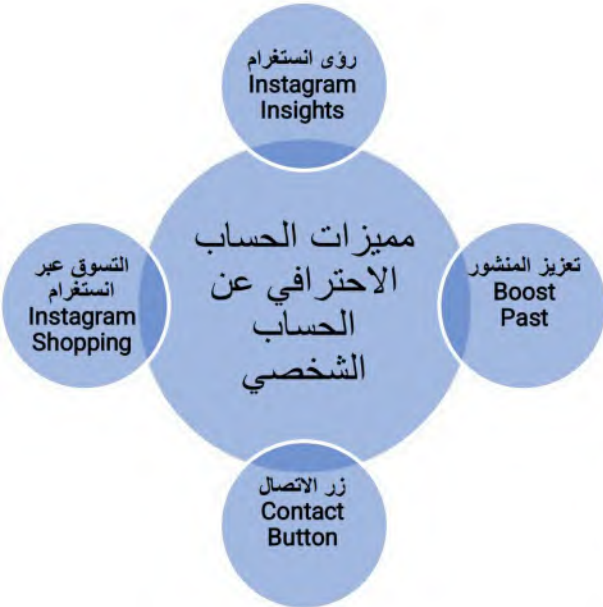 رؤى انستغرام
Instagram
Insights
مميزات الحساب
الاحترافي عن
الحساب
الشخصي
تعزيز المنشور
Boost
Past
زر الاتصال
Contact
Button
التسوق عبر
انستغرام
Instagram
Shopping